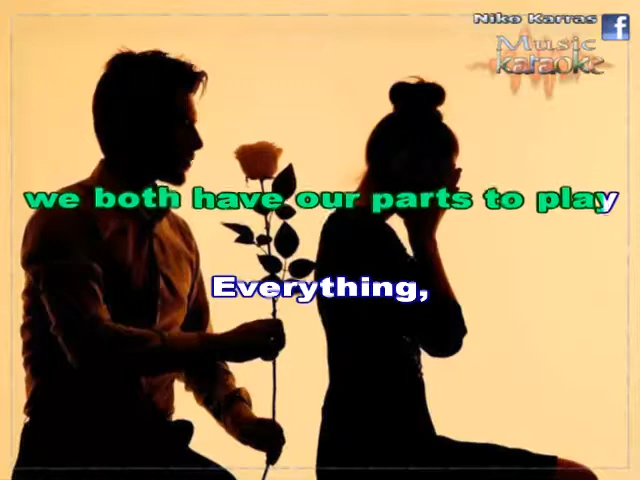 Niko Karras f
Music
karaoke
we both have our parts to play
Everything,